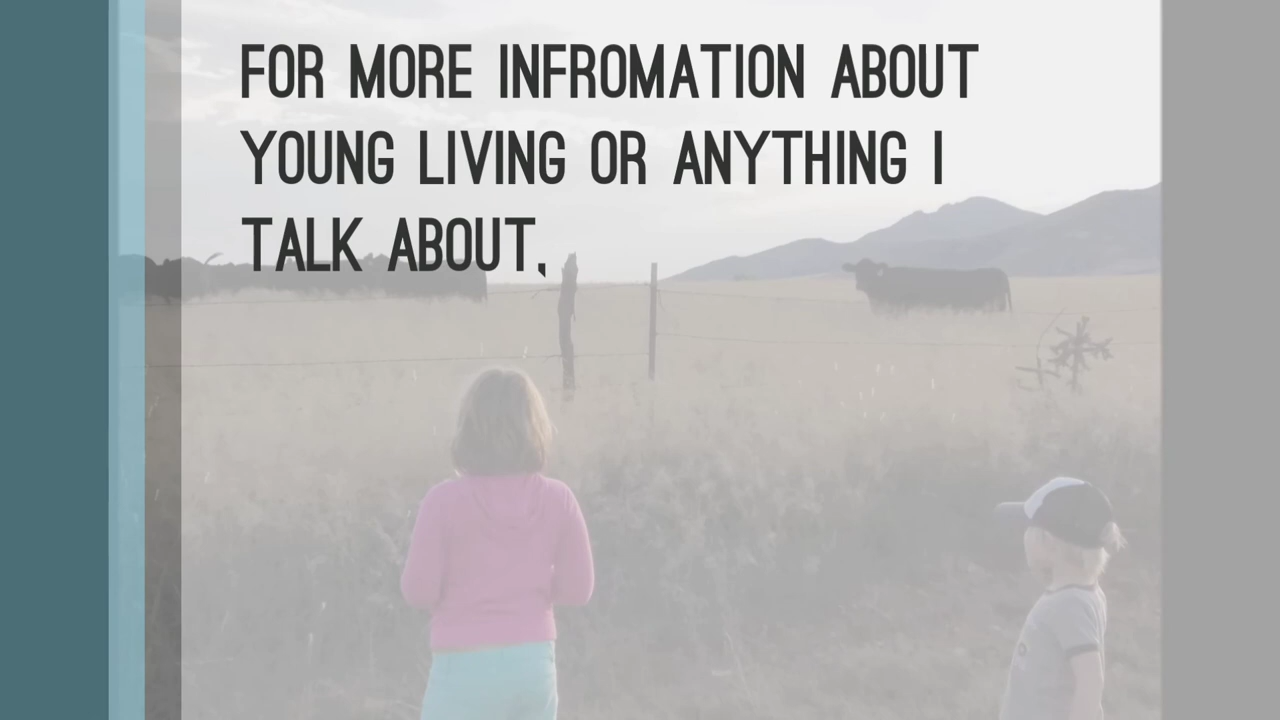 FOR MORE INFROMATION ABOUT
YOUNG LIVING OR ANYTHING I
TALK ABOUT,